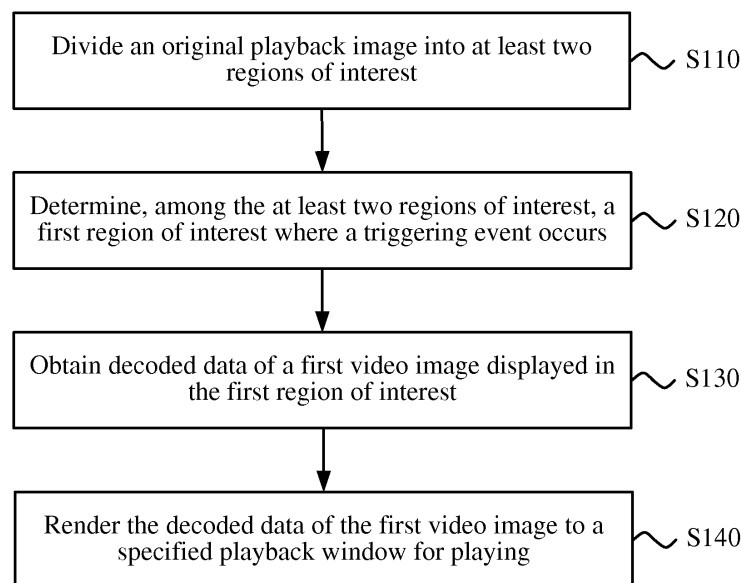 Divide an original playback image into at least two
regions of interest
S110
Determine, among the at least two regions of interest, a
first region of interest where a triggering event occurs
S120
Obtain decoded data of a first video image displayed in
the first region of interest
S130
Render the decoded data of the first video image to a
specified playback window for playing
S140